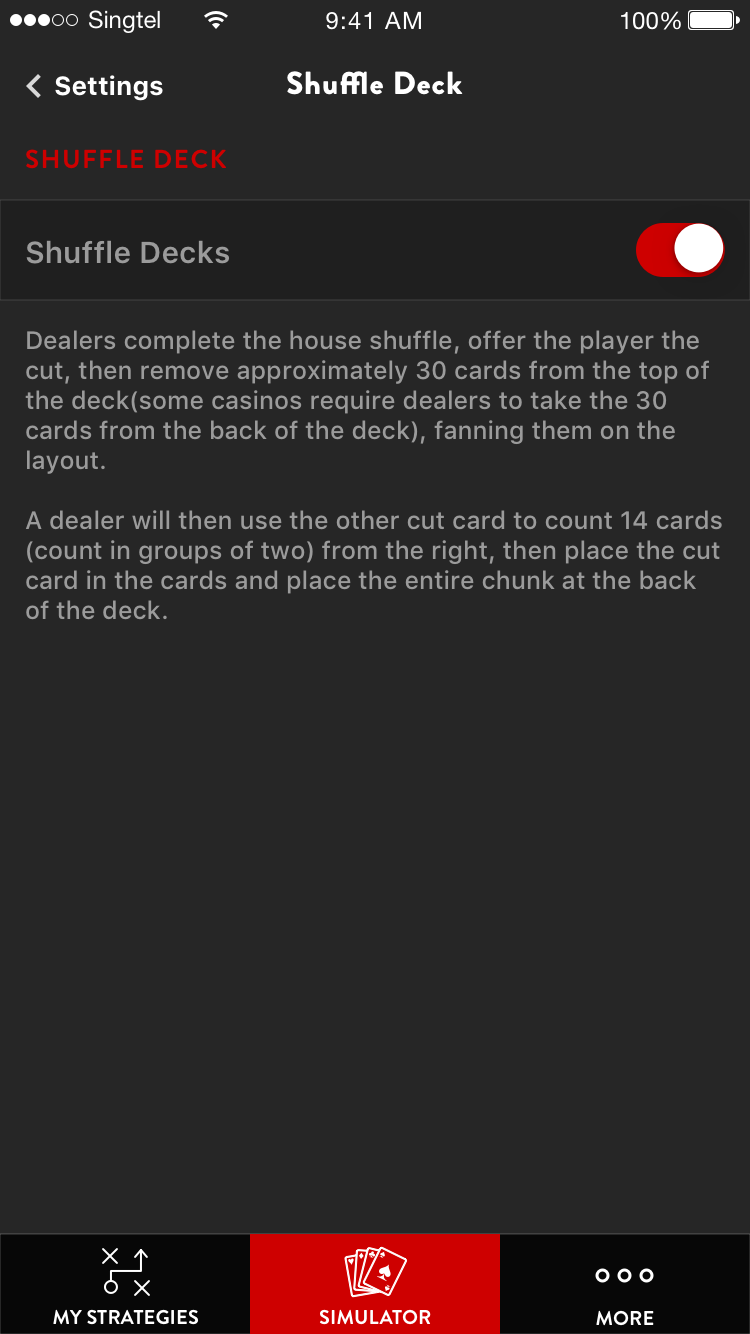 Singtel 9:41 AM 100%
Settings Shuffle Deck
SHUFFLE DECK
Shuffle Decks
Dealers complete the house shuffle, offer the player the
cut, then remove approximately 30 cards from the top of
the deck(some casinos require dealers to take the 30
cards from the back of the deck), fanning them on the
layout.
A dealer will then use the other cut card to count 14 cards
(count in groups of two) from the right, then place the cut
card in the cards and place the entire chunk at the back
of the deck.
MY STRATEGIES SIMULATOR MORE